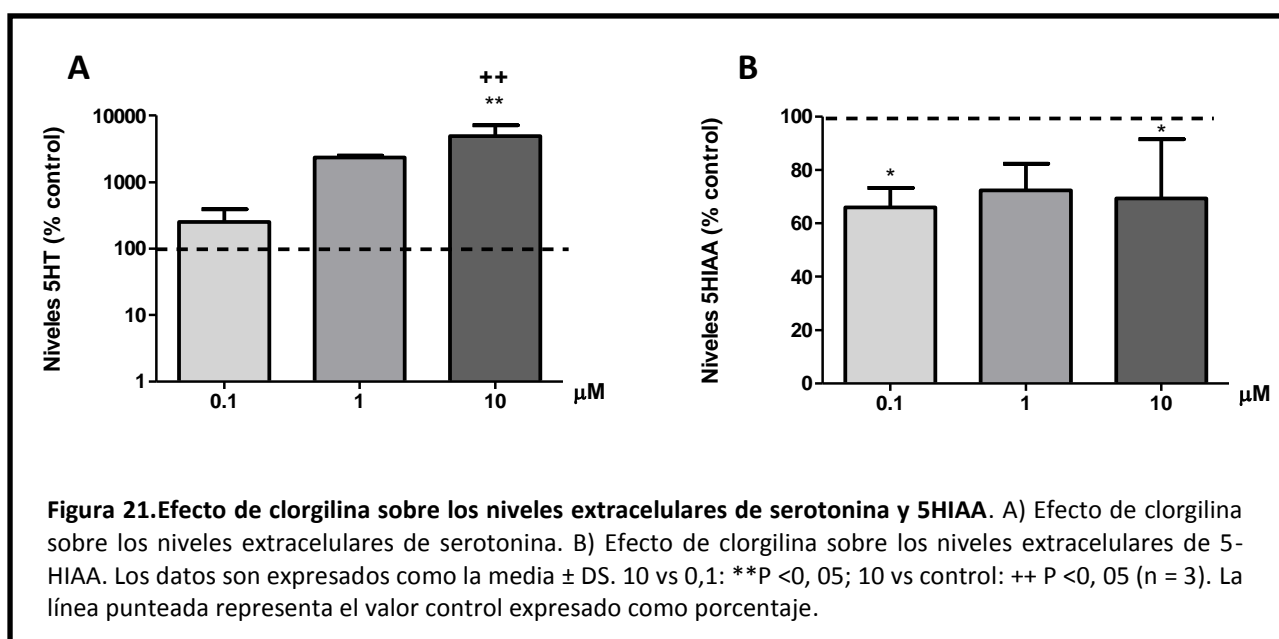 A
++
**
Niveles 5HT (% control)
10000
1000
100
10
1
0.1 1 10 μM
B
Niveles 5HIAA (% control)
100
80
60
40
20
0
*
*
0.1 1 10 μM
Figura 21.Efecto de clorgilina sobre los niveles extracelulares de serotonina y 5HIAA. A) Efecto de clorgilina
sobre los niveles extracelulares de serotonina. B) Efecto de clorgilina sobre los niveles extracelulares de 5-
HIAA. Los datos son expresados como la media ± DS. 10 vs 0,1: **P <0, 05; 10 vs control: ++ P <0, 05 (n = 3). La
línea punteada representa el valor control expresado como porcentaje.